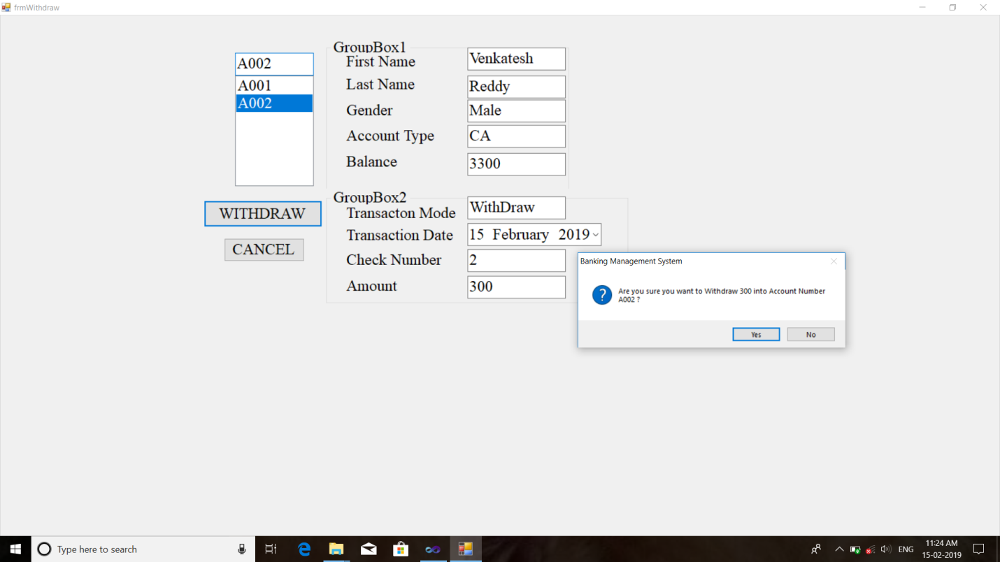 frmWithdraw
A002
A001
A002
WITHDRAW
CANCEL
GroupBox1
First Name Venkatesh
Last Name Reddy
Gender Male
Account Type CA
Balance 3300
GroupBox2
Transacton Mode WithDraw
Transaction Date 15 February 2019
Check Number 2
Amount 300
Banking Management System
Are you sure you want to Withdraw 300 into Account Number
A002 ?
Yes No
Type here to search
ENG
11:24 AM
15-02-2019